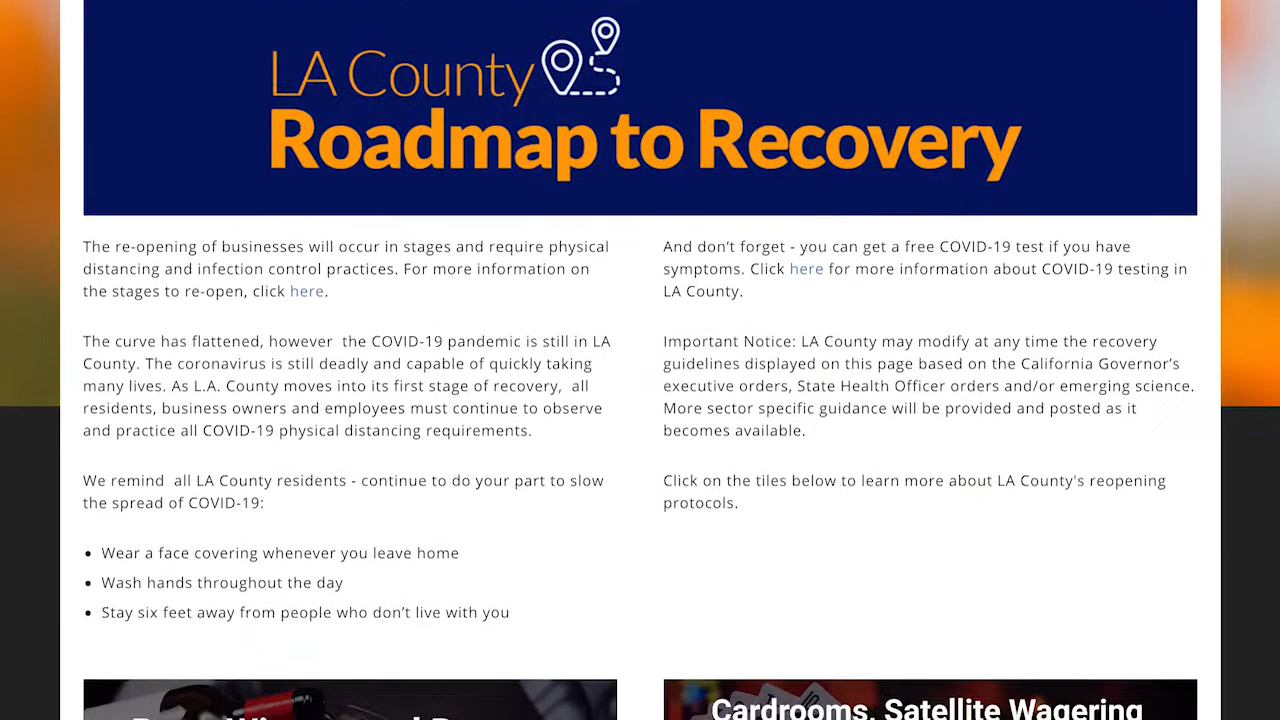 LA County
Roadmap to Recovery
The re-opening of businesses will occur in stages and require physical
distancing and infection control practices. For more information on
the stages to re-open, click here.
The curve has flattened, however  the COVID-19 pandemic is still in LA
County. The coronavirus is still deadly and capable of quickly taking
many lives. As L.A. County moves into its first stage of recovery,  all
residents, business owners and employees must continue to observe
and practice all COVID-19 physical distancing requirements.
We remind  all LA County residents - continue to do your part to slow
the spread of COVID-19:
• Wear a face covering whenever you leave home
• Wash hands throughout the day
• Stay six feet away from people who don’t live with you
And don’t forget - you can get a free COVID-19 test if you have
symptoms. Click here for more information about COVID-19 testing in
LA County.
Important Notice: LA County may modify at any time the recovery
guidelines displayed on this page based on the California Governor’s
executive orders, State Health Officer orders and/or emerging science.
More sector specific guidance will be provided and posted as it
becomes available.
Click on the tiles below to learn more about LA County's reopening
protocols.
Cardrooms, Satellite Wagering